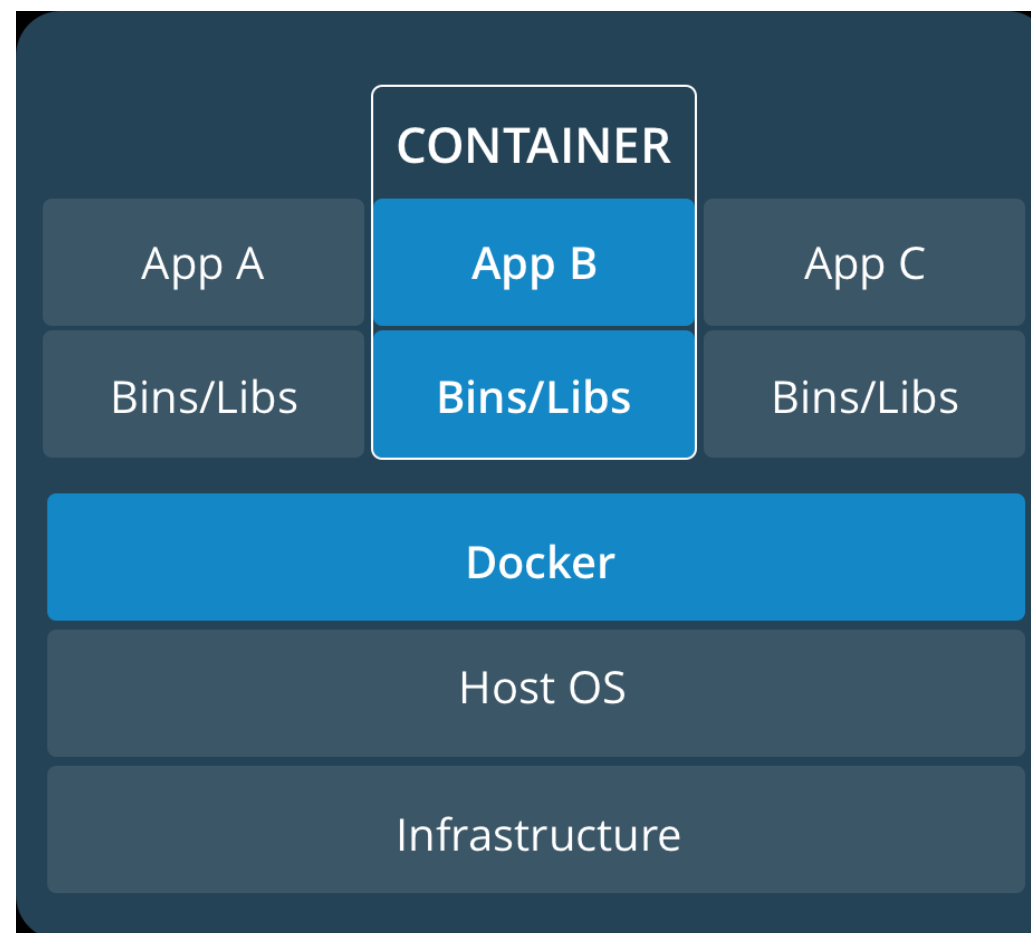 CONTAINER
App A
App B
App C
Bins/Libs
Bins/Libs
Bins/Libs
Docker
Host OS
Infrastructure